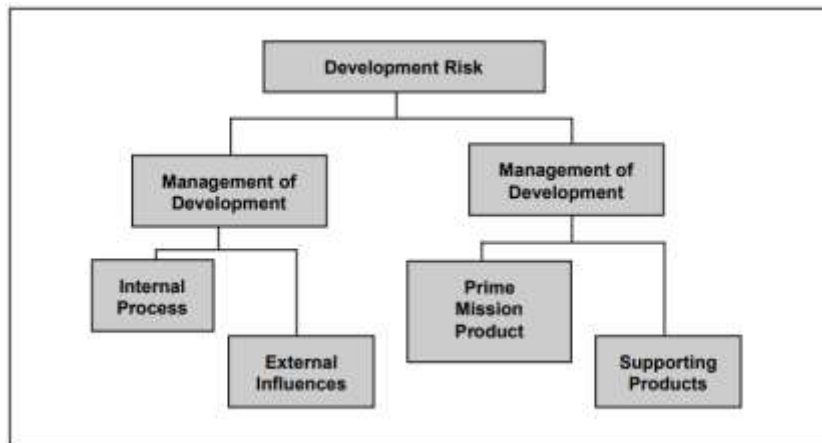 Development Risk
Management of
Development
Management of
Development
Internal
Process
External
Influences
Prime
Mission
Product
Supporting
Products